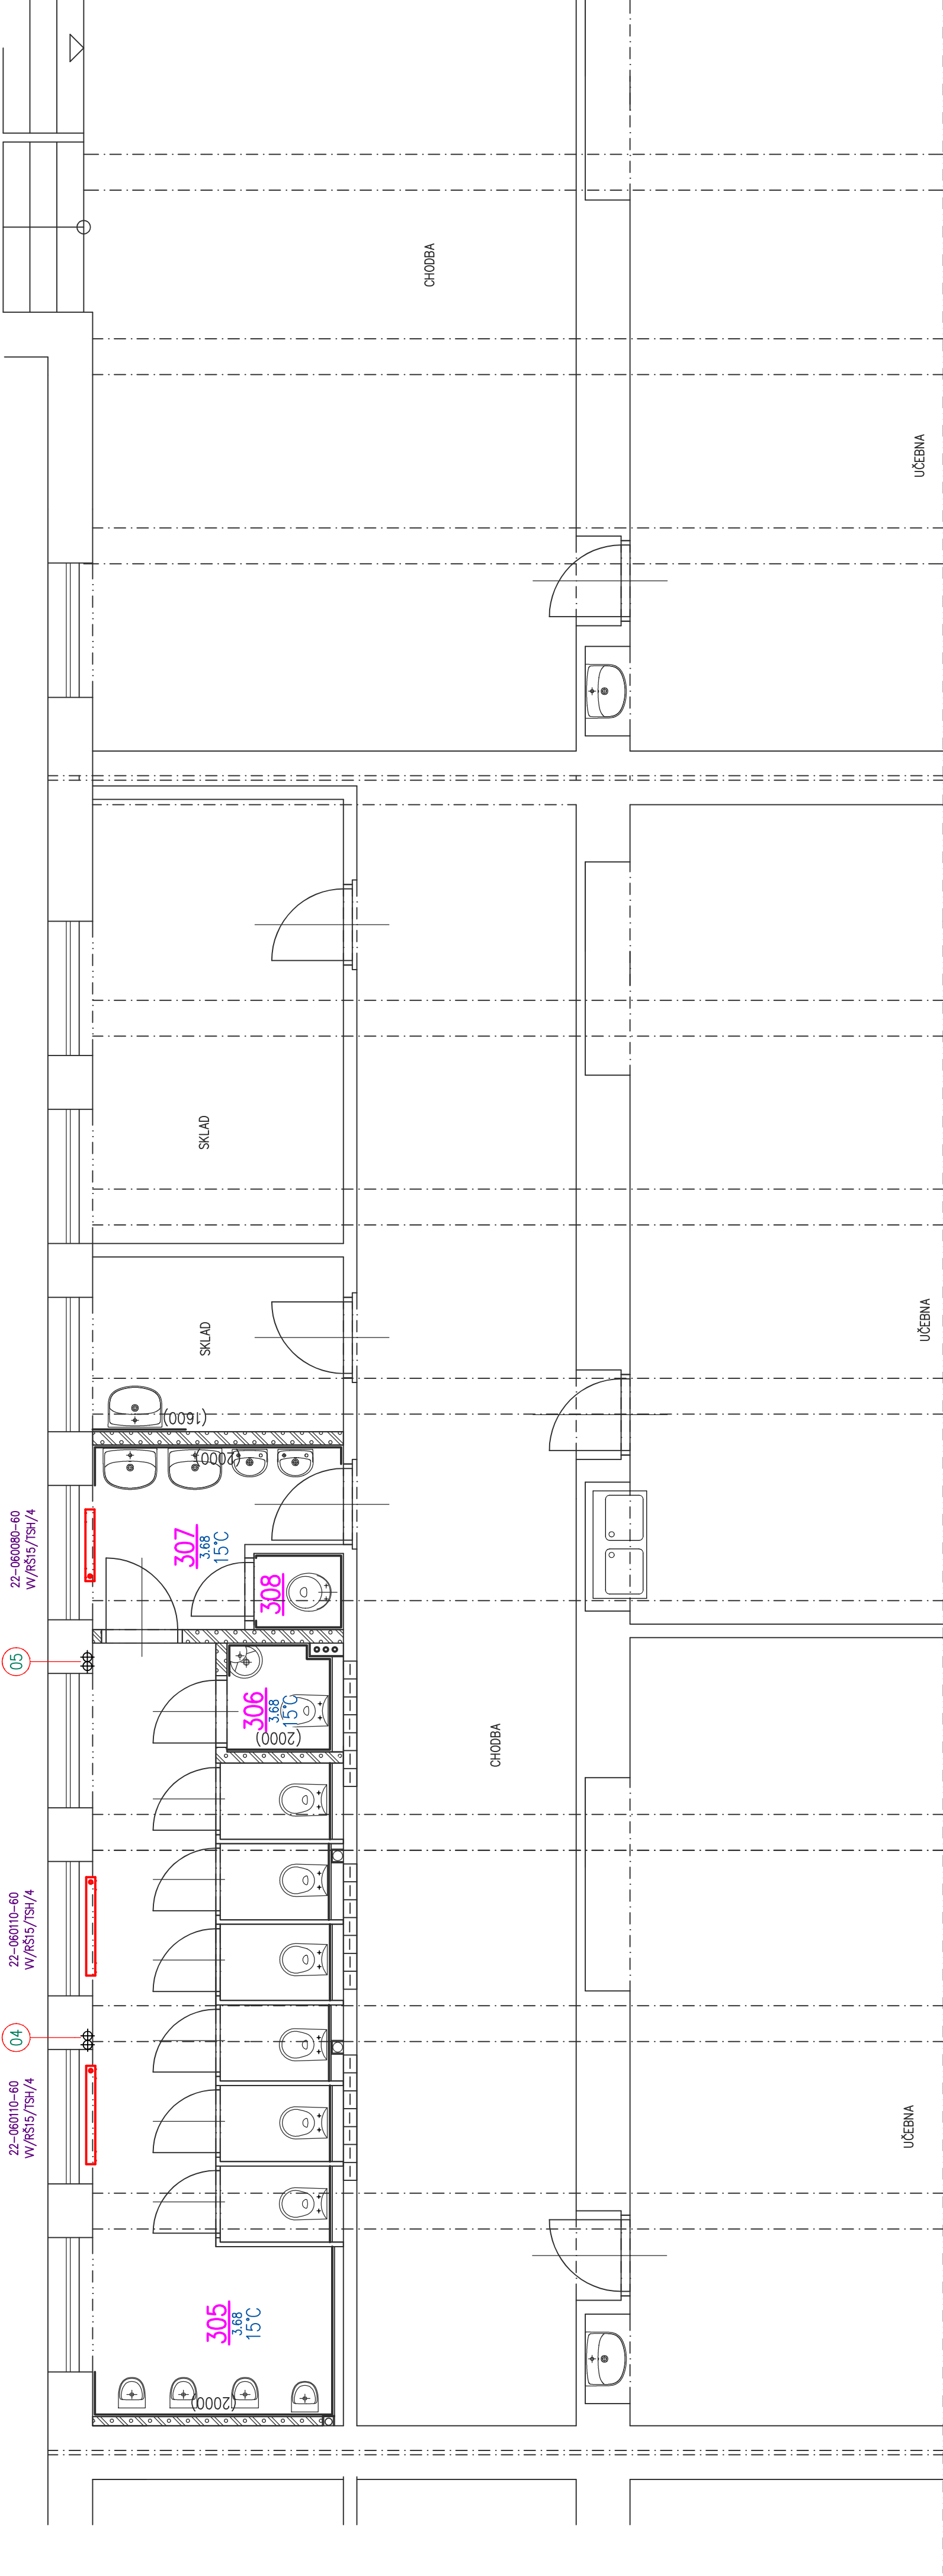 CHODBA
UČEBNA
SKLAD
SKLAD
UČEBNA
(1600)
(2000)
22-060080-60
VV/RŠ15/TSH/4
307
3.68
15°C
308
05
306
3.68
15°C
(2000)
CHODBA
22-060110-60
VV/RŠ15/TSH/4
04
22-060110-60
VV/RŠ15/TSH/4
UČEBNA
305
3.68
15°C
(2000)